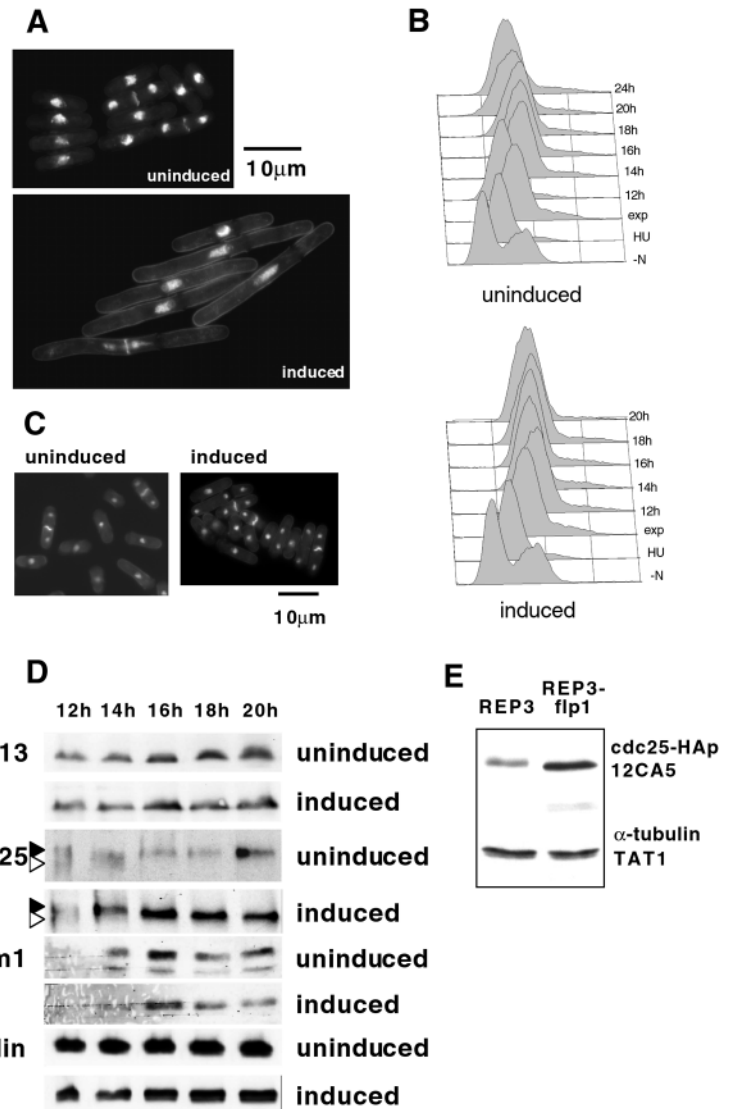 A
uninduced
10μm
induced
B
24h
20h
18h
16h
14h
12h
exp
HU
-N
uninduced
20h
18h
16h
14h
12h
exp
HU
-N
induced
C
uninduced induced
10μm
D
12h 14h 16h 18h 20h
13 uninduced
induced
25 uninduced
induced
n1 uninduced
induced
lin uninduced
induced
E
REP3 REP3-
flp1
cdc25-HAp
12CA5
α-tubulin
TAT1